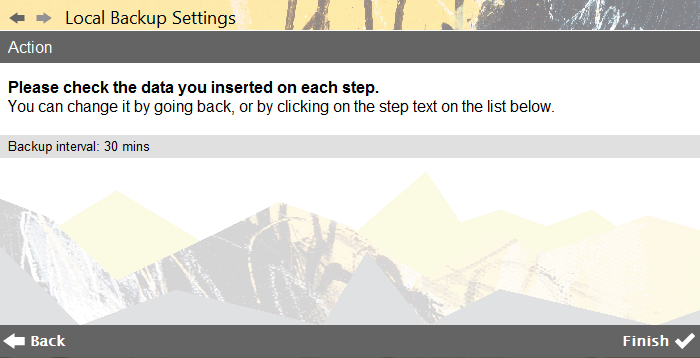 Local Backup Settings
Action
Please check the data you inserted on each step.
You can change it by going back, or by clicking on the step text on the list below.
Backup interval: 30 mins
Back
Finish